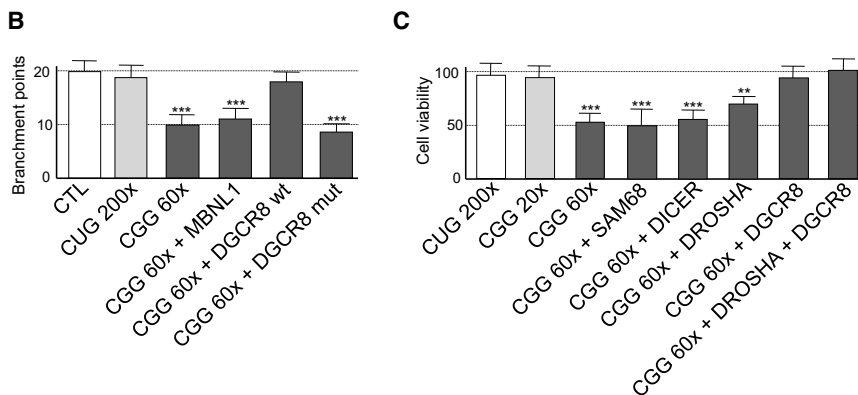 B
Branchment points
20
10
0
***
***
***
CTL
CUG 200x
CGG 60x
CGG 60x + MBNL1
CGG 60x + DGCR8 wt
CGG 60x + DGCR8 mut
C
Cell viability
100
50
0
***
***
***
**
CUG 200x
CGG 20x
CGG 60x
CGG 60x + SAM68
CGG 60x + DICER
CGG 60x + DROSHA
CGG 60x + DGCR8
CGG 60x + DROSHA + DGCR8